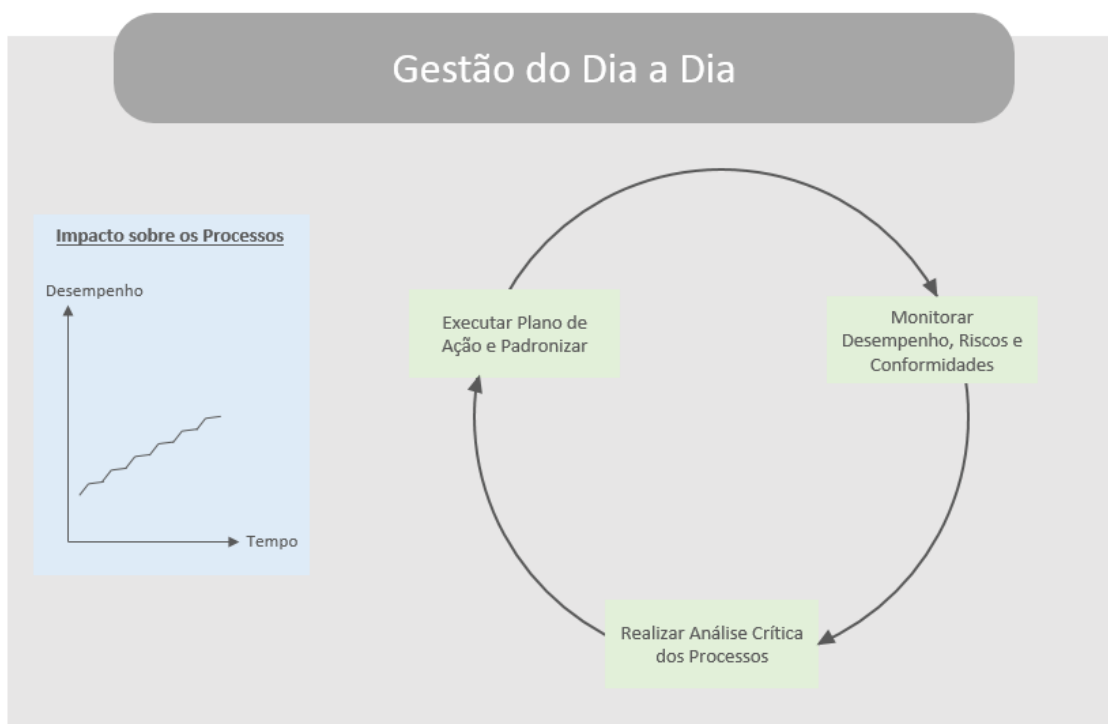 Gestão do Dia a Dia
Impacto sobre os Processos
Desempenho
Tempo
Executar Plano de
Ação e Padronizar
Monitorar
Desempenho, Riscos e
Conformidades
Realizar Análise Crítica
dos Processos